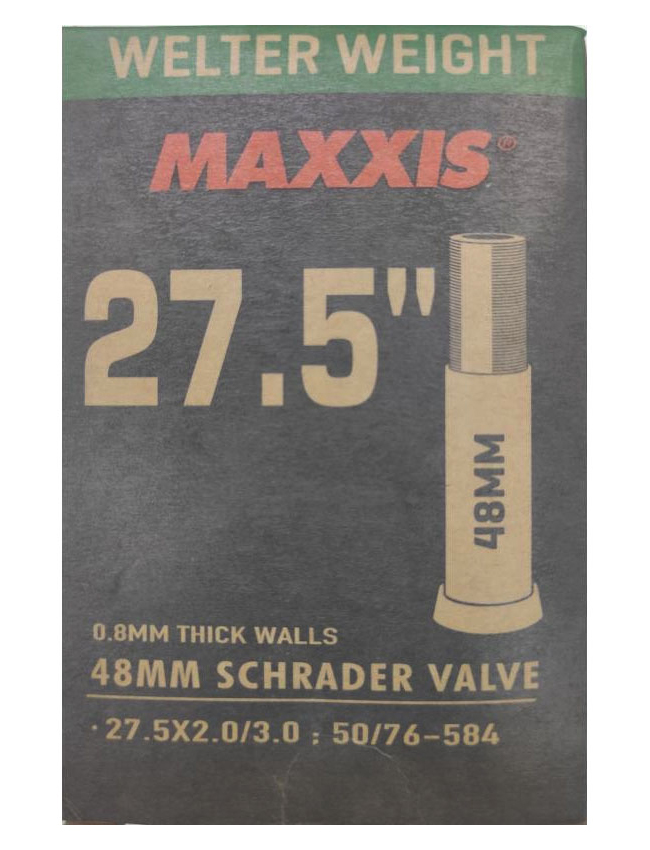 WELTER WEIGHT
MAXXIS®
27.5"
48MM
0.8MM THICK WALLS
48MM SCHRADER VALVE
·27.5X2.0/3.0 ; 50/76-584